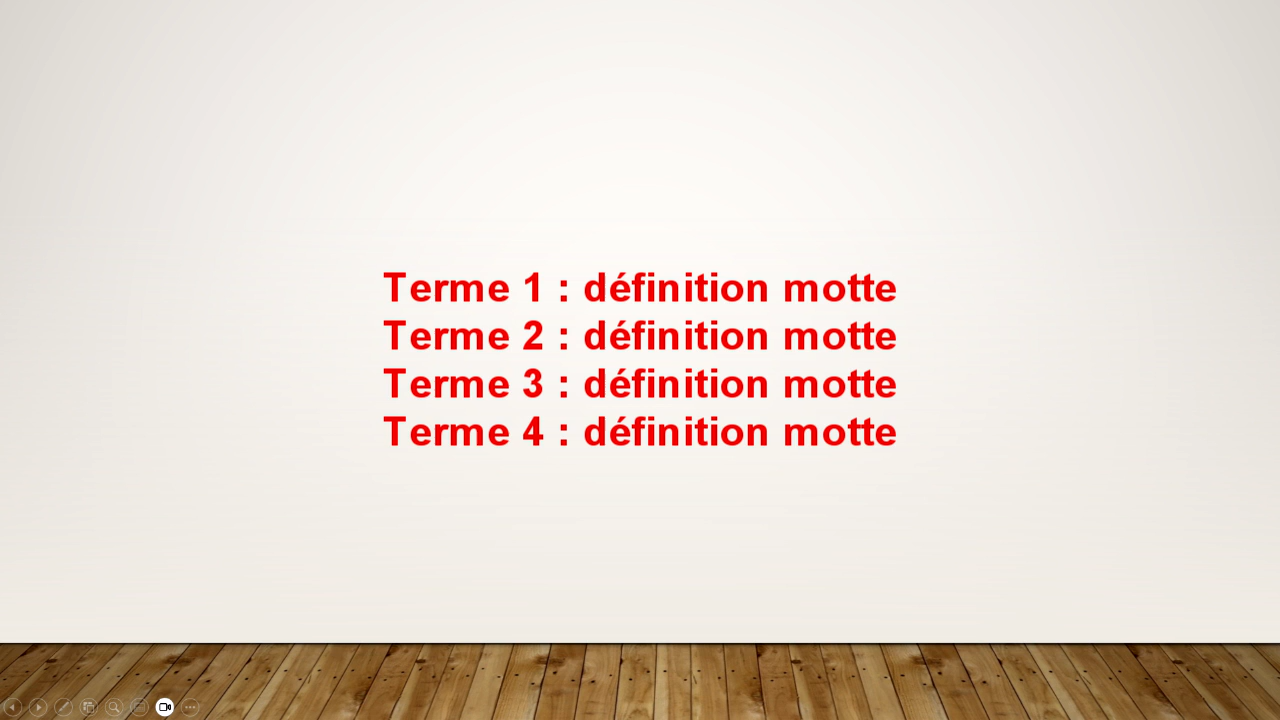 Terme 1 : définition motte
Terme 2 : définition motte
Terme 3 : définition motte
Terme 4 : définition motte